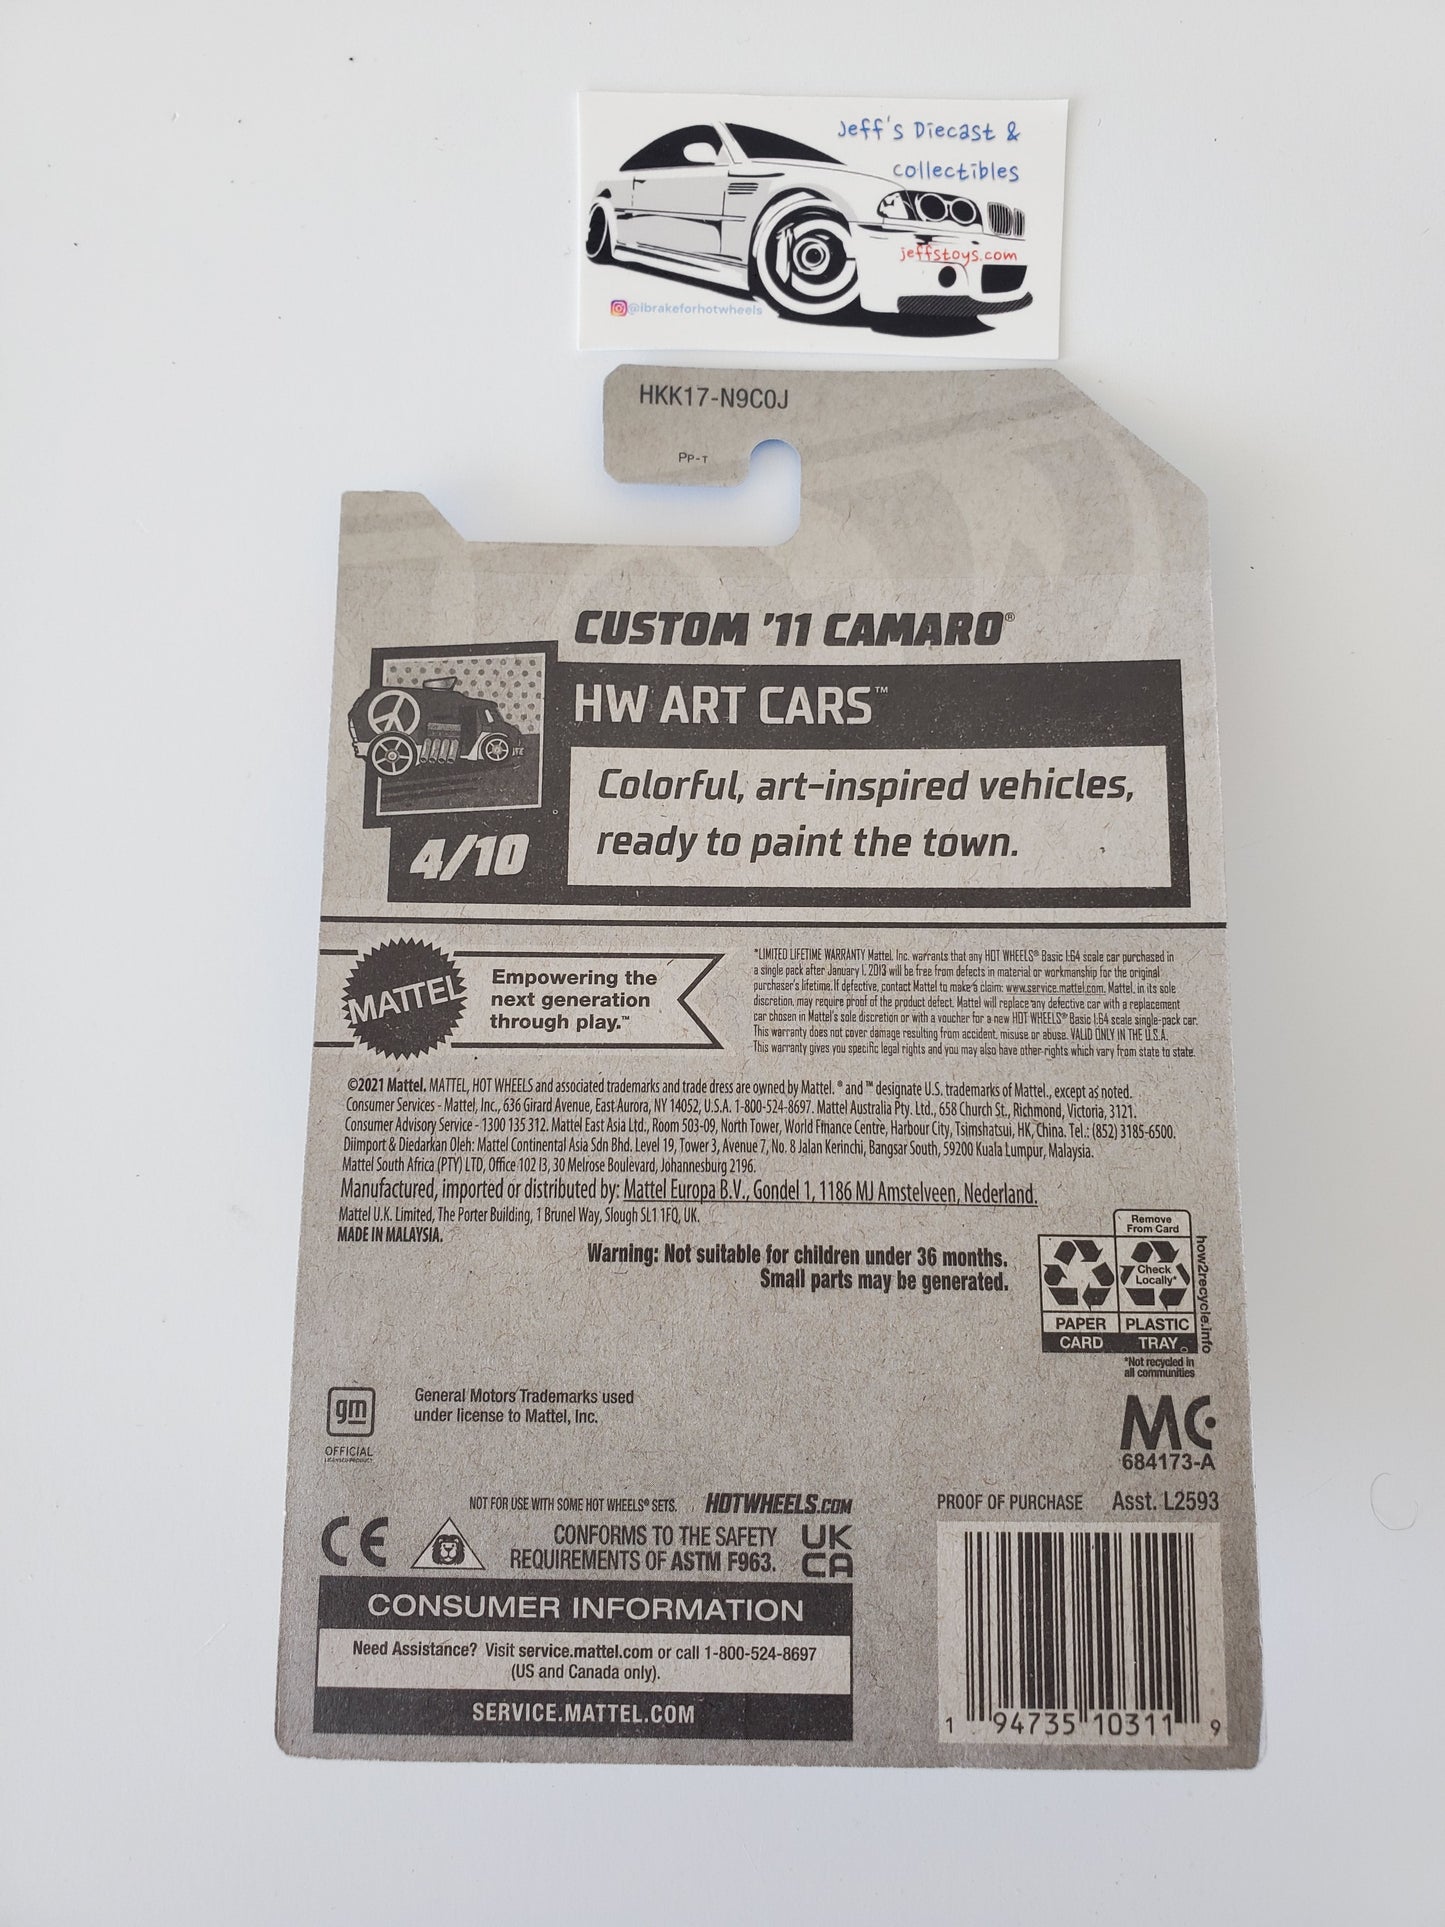 Jeff's Diecast &
collectibles
jeffstoys.com
@ibrakeforhotwheels
HKK17-N9C0J
PP-T
CUSTOM '11 CAMARO®
HW ART CARS™
Colorful, art-inspired vehicles,
ready to paint the town.
4/10
MATTEL
Empowering the
next generation
through play.™
*LIMITED LIFETIME WARRANTY Mattel, Inc. warrants that any HOT WHEELS® Basic 1:64 scale car purchased in
a single pack after January 1, 2013 will be free from defects in material or workmanship for the original
purchaser's lifetime. If defective, contact Mattel to make a claim: www.service.mattel.com. Mattel, in its sole
discretion, may require proof of the product defect. Mattel will replace any defective car with a replacement
car chosen in Mattel's sole discretion or with a voucher for a new HOT WHEELS® Basic 1:64 scale single-pack car.
This warranty does not cover damage resulting from accident, misuse or abuse. VALID ONLY IN THE U.S.A.
This warranty gives you specific legal rights and you may also have other rights which vary from state to state.
©2021 Mattel. MATTEL, HOT WHEELS and associated trademarks and trade dress are owned by Mattel. ® and ™ designate U.S. trademarks of Mattel., except as noted.
Consumer Services - Mattel, Inc., 636 Girard Avenue, East Aurora, NY 14052, U.S.A. 1-800-524-8697. Mattel Australia Pty. Ltd., 658 Church St., Richmond, Victoria, 3121.
Consumer Advisory Service - 1300 135 312. Mattel East Asia Ltd., Room 503-09, North Tower, World Finance Centre, Harbour City, Tsimshatsui, HK, China. Tel.: (852) 3185-6500.
Diimport & Diedarkan Oleh: Mattel Continental Asia Sdn Bhd. Level 19, Tower 3, Avenue 7, No. 8 Jalan Kerinchi, Bangsar South, 59200 Kuala Lumpur, Malaysia.
Mattel South Africa (PTY) LTD, Office 102 I3, 30 Melrose Boulevard, Johannesburg 2196.
Manufactured, imported or distributed by: Mattel Europa B.V., Gondel 1, 1186 MJ Amstelveen, Nederland.
Mattel U.K. Limited, The Porter Building, 1 Brunel Way, Slough SL1 1FQ, UK.
MADE IN MALAYSIA.
Warning: Not suitable for children under 36 months.
Small parts may be generated.
Remove
From Card
Check
Locally*
PAPER
PLASTIC
CARD
TRAY
how2recycle.info
*Not recycled in
all communities
gm
OFFICIAL
LICENSED PRODUCT
General Motors Trademarks used
under license to Mattel, Inc.
MC
684173-A
NOT FOR USE WITH SOME HOT WHEELS® SETS.
HOTWHEELS.COM
PROOF OF PURCHASE
Asst. L2593
CE
CONFORMS TO THE SAFETY
REQUIREMENTS OF ASTM F963.
UK
CA
CONSUMER INFORMATION
Need Assistance? Visit service.mattel.com or call 1-800-524-8697
(US and Canada only).
SERVICE.MATTEL.COM
1 94735 10311 9